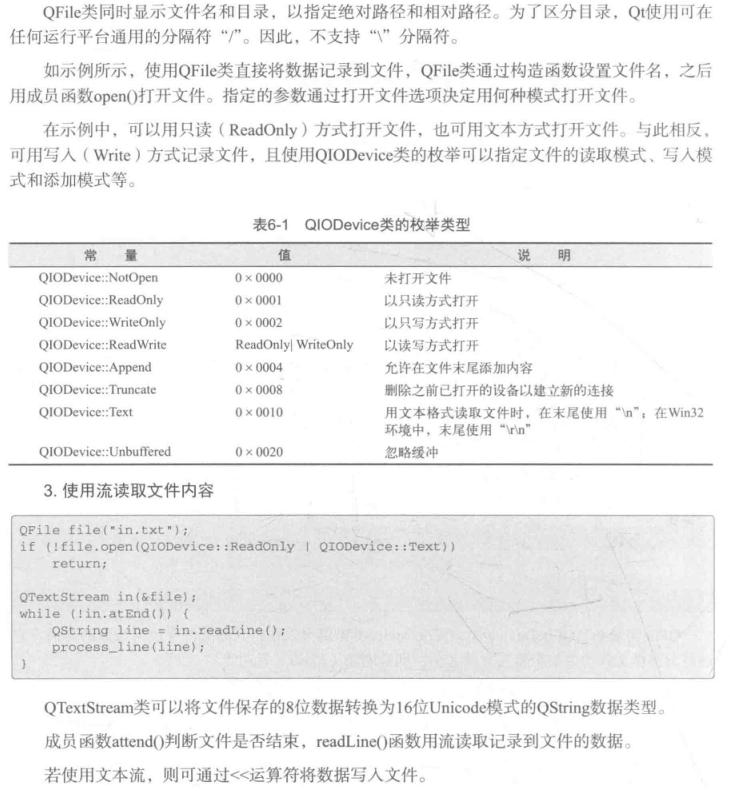 QFile类同时显示文件名和目录，以指定绝对路径和相对路径。为了区分目录，Qt使用可在
任何运行平台通用的分隔符“/”。因此，不支持“\”分隔符。
如示例所示，使用QFile类直接将数据记录到文件，QFile类通过构造函数设置文件名，之后
用成员函数open()打开文件。指定的参数通过打开文件选项决定用何种模式打开文件。
在示例中，可以用只读（ReadOnly）方式打开文件，也可用文本方式打开文件。与此相反，
可用写入（Write）方式记录文件，且使用QIODevice类的枚举可以指定文件的读取模式、写入模
式和添加模式等。
表6-1 QIODevice类的枚举类型
常 量 值 说 明
QIODevice::NotOpen 0×0000 未打开文件
QIODevice::ReadOnly 0×0001 以只读方式打开
QIODevice::WriteOnly 0×0002 以只写方式打开
QIODevice::ReadWrite ReadOnly| WriteOnly 以读写方式打开
QIODevice::Append 0×0004 允许在文件末尾添加内容
QIODevice::Truncate 0×0008 删除之前已打开的设备以建立新的连接
QIODevice::Text 0×0010 用文本格式读取文件时，在末尾使用“\n”；在Win32
环境中，末尾使用“\r\n”
QIODevice::Unbuffered 0×0020 忽略缓冲
3. 使用流读取文件内容
QFile file("in.txt");
if (!file.open(QIODevice::ReadOnly | QIODevice::Text))
return;
QTextStream in(&file);
while (!in.atEnd()) {
QString line = in.readLine();
process_line(line);
}
QTextStream类可以将文件保存的8位数据转换为16位Unicode模式的QString数据类型。
成员函数attend()判断文件是否结束，readLine()函数用流读取记录到文件的数据。
若使用文本流，则可通过<<运算符将数据写入文件。